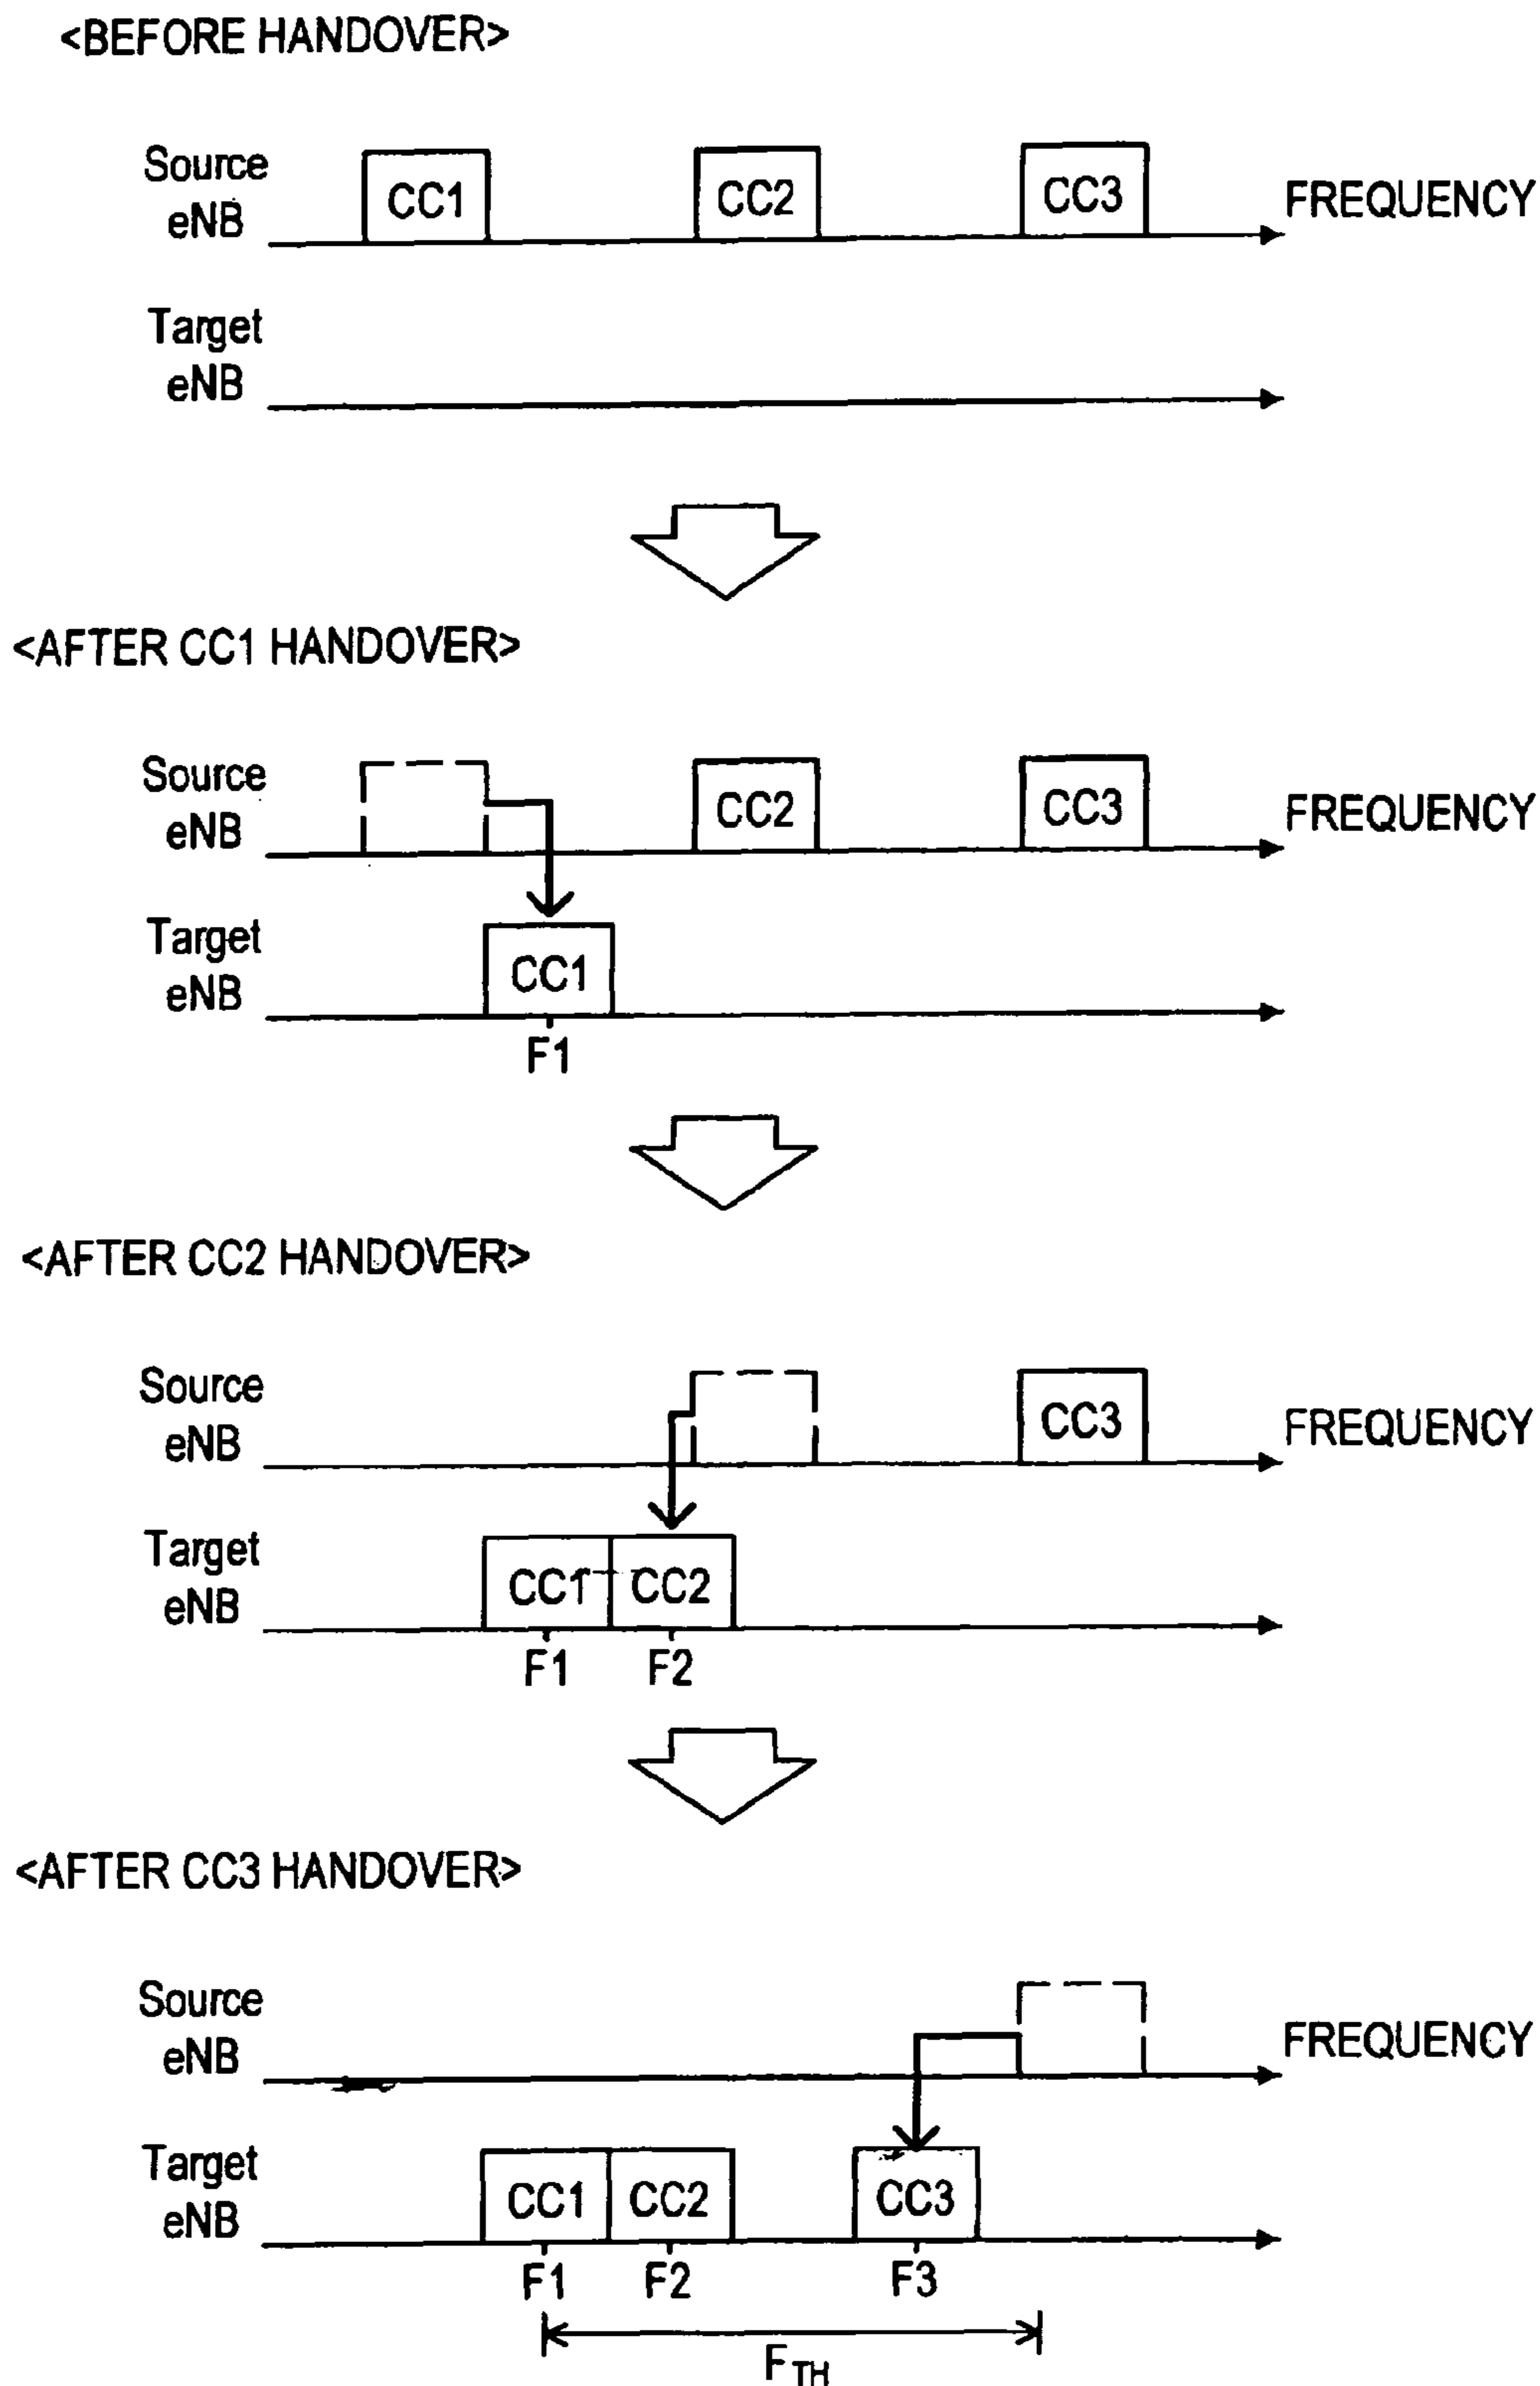 <BEFORE HANDOVER>
Source
eNB
CC1
CC2
CC3
FREQUENCY
Target
eNB
<AFTER CC1 HANDOVER>
Source
eNB
CC2
CC3
FREQUENCY
Target
eNB
CC1
F1
<AFTER CC2 HANDOVER>
Source
eNB
CC3
FREQUENCY
Target
eNB
CC1
CC2
F1
F2
<AFTER CC3 HANDOVER>
Source
eNB
FREQUENCY
Target
eNB
CC1
CC2
CC3
F1
F2
F3
FTH